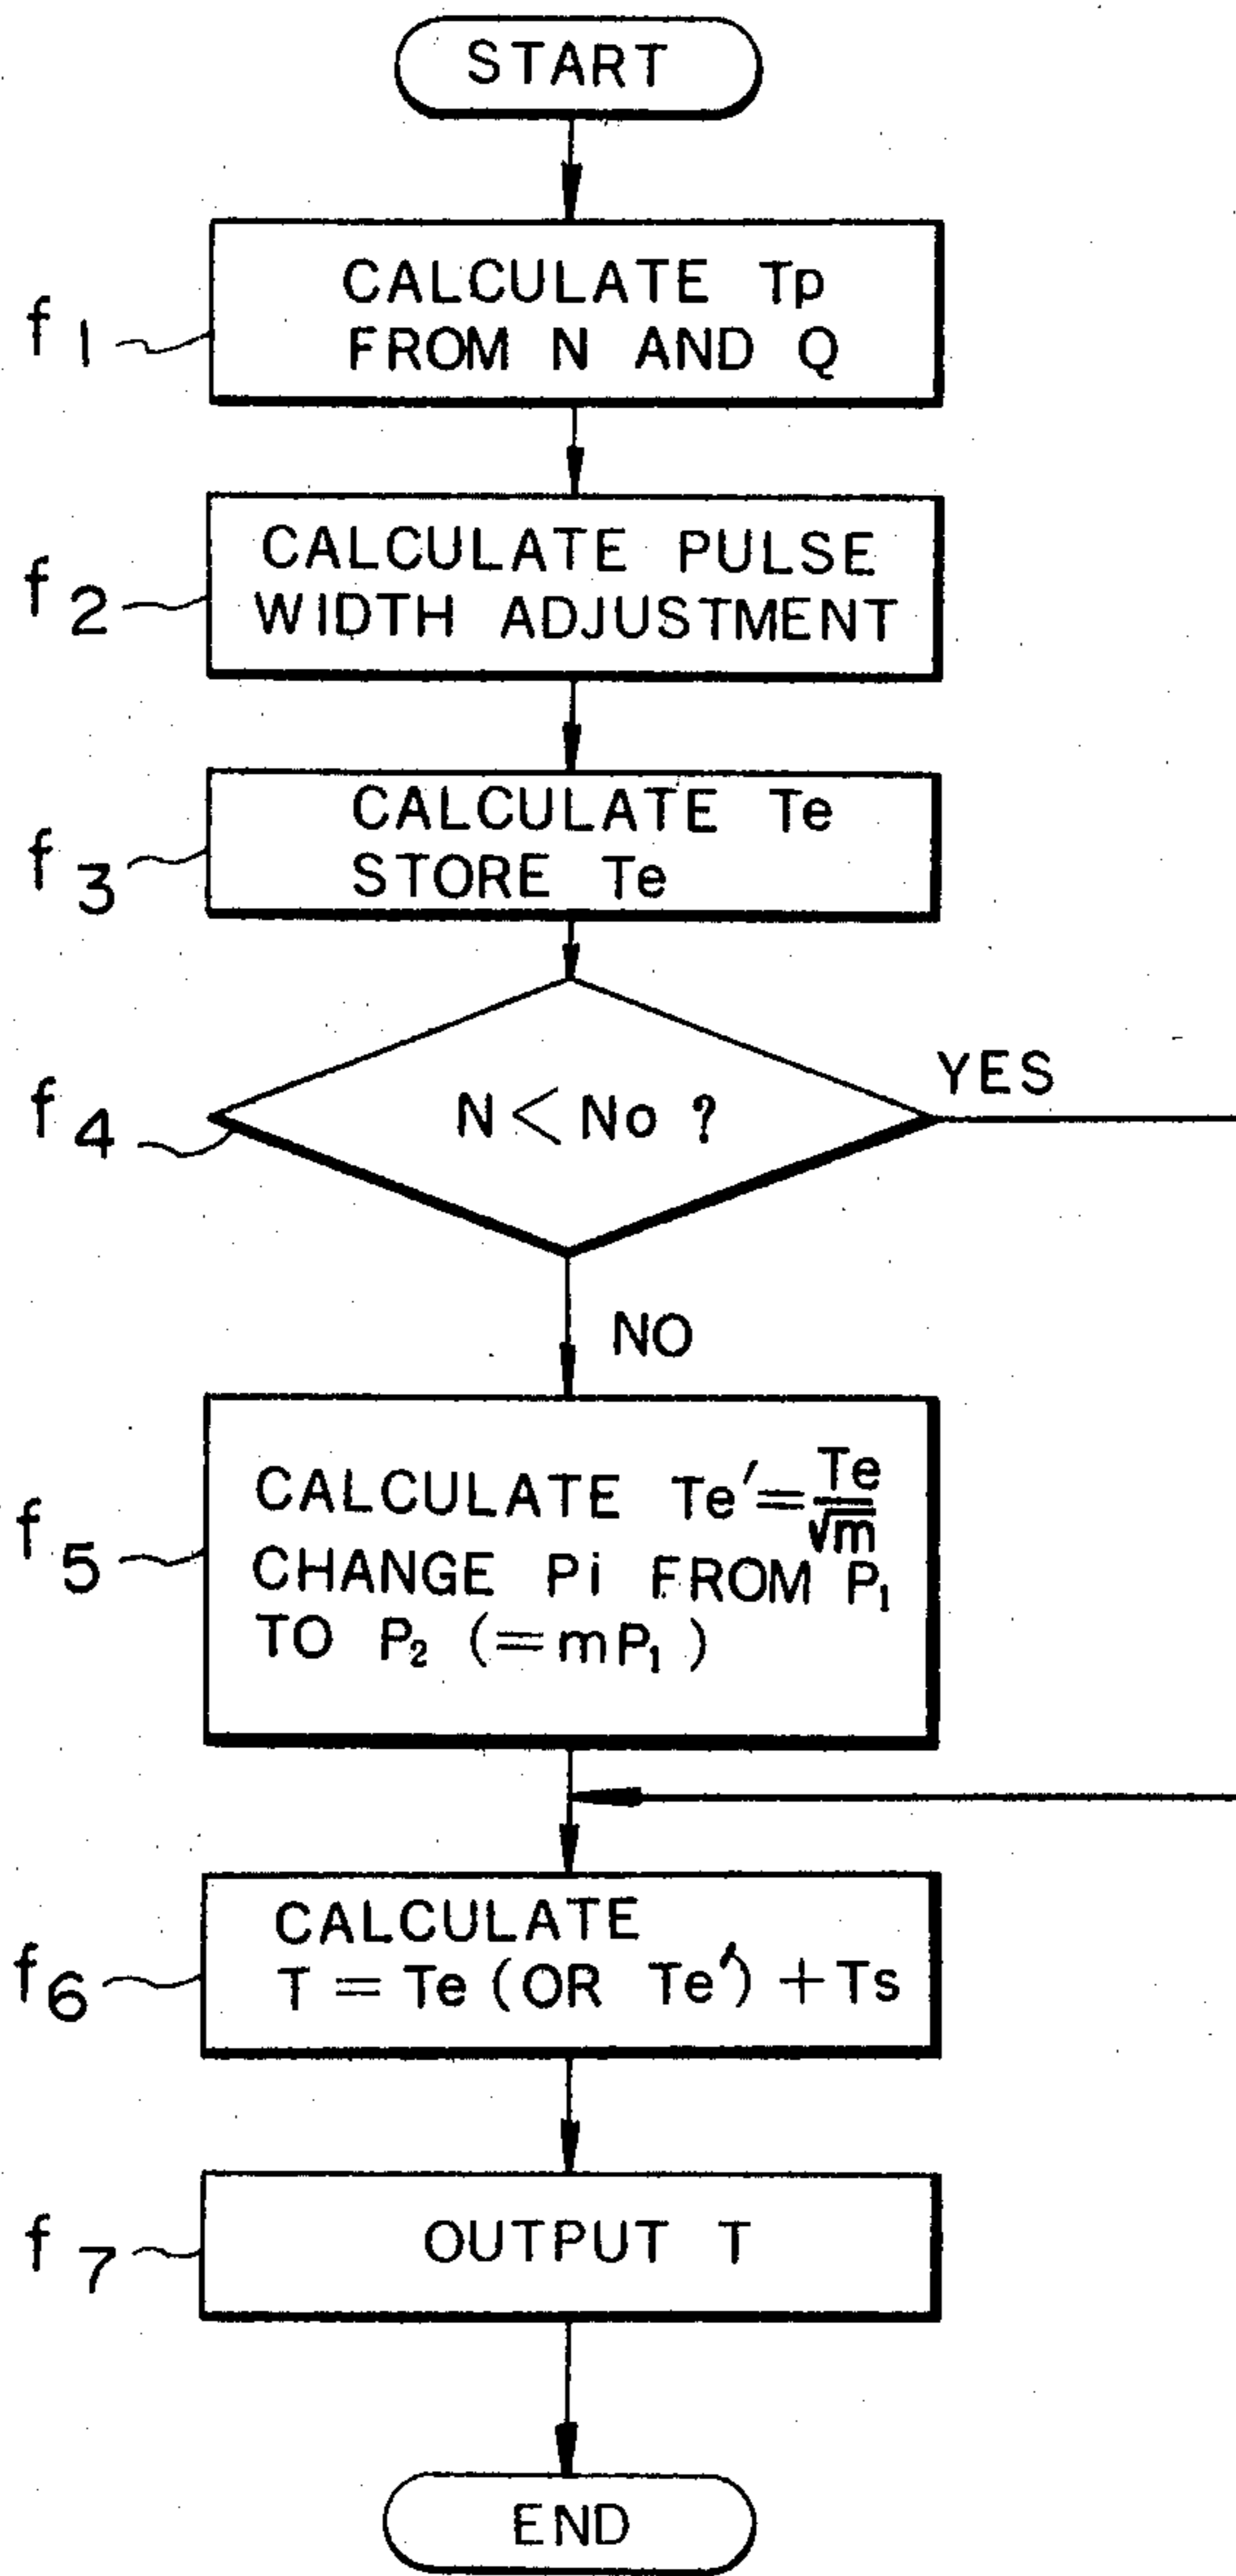 START
f1
CALCULATE Tp
FROM N AND Q
f2
CALCULATE PULSE
WIDTH ADJUSTMENT
f3
CALCULATE Te
STORE Te
f4
N < No ?
YES
NO
f5
CALCULATE Te′ = Te/√m
CHANGE Pi FROM P₁
TO P₂ (= mP₁)
f6
CALCULATE
T = Te (OR Te′) + Ts
f7
OUTPUT T
END